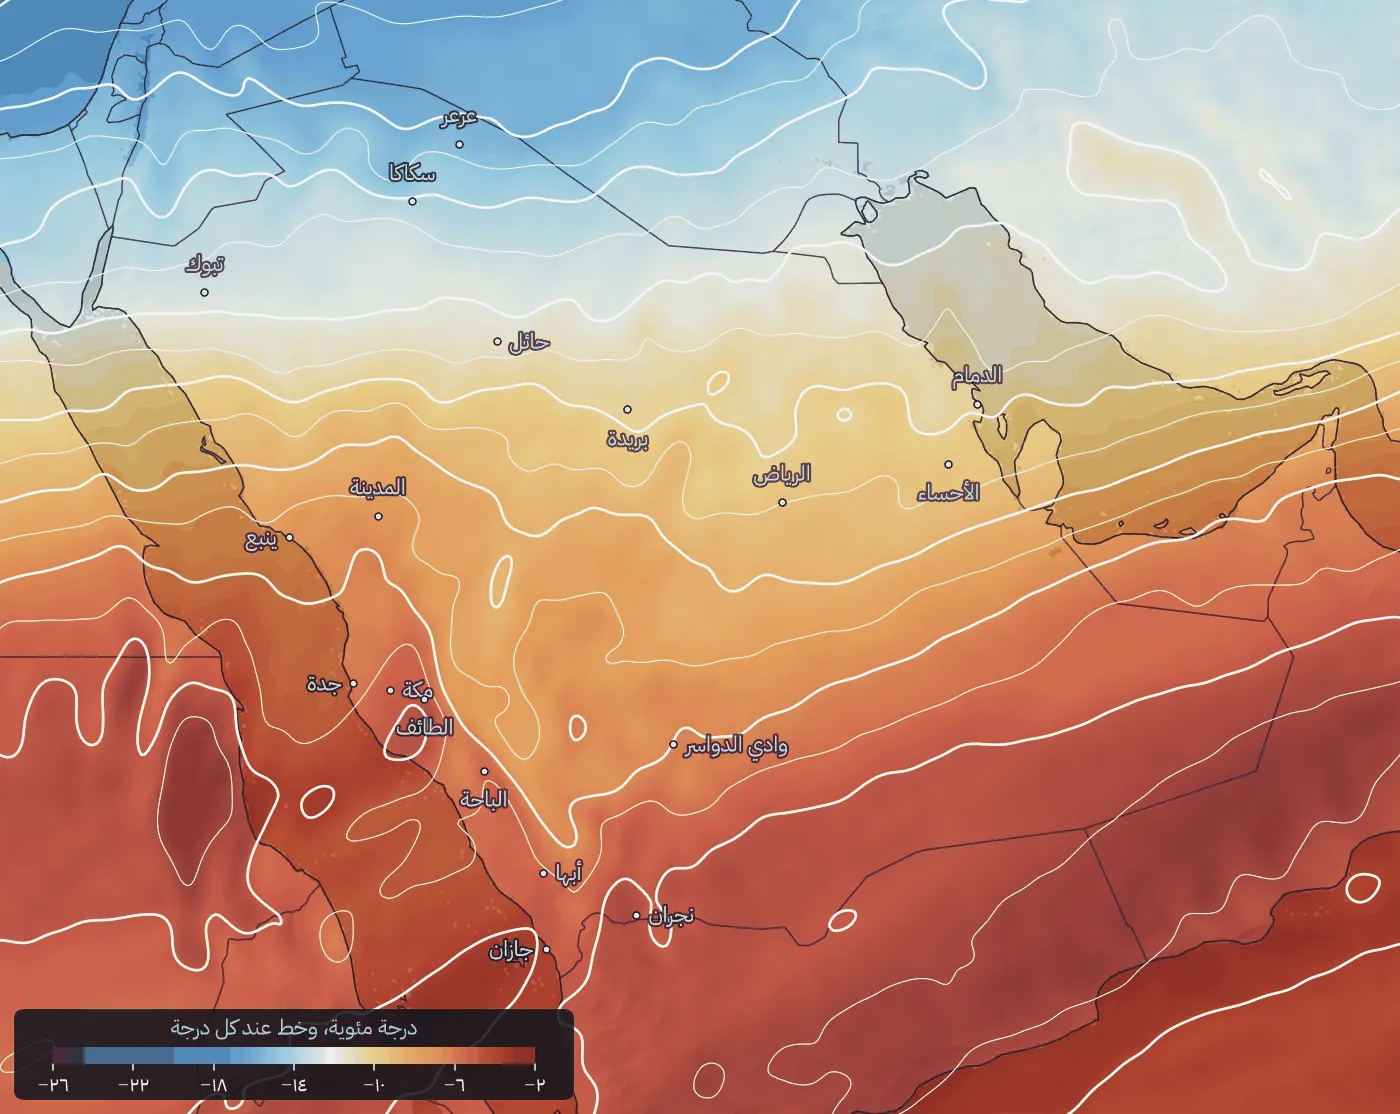 عرعر
سكاكا
تبوك
حائل
الدمام
بريدة
الرياض
الأحساء
المدينة
ينبع
جدة
مكة
الطائف
وادي الدواسر
الباحة
أبها
نجران
جازان
درجة مئوية، وخط عند كل درجة
−٢٦ −٢٢ −١٨ −١٤ −١٠ −٦ −٢